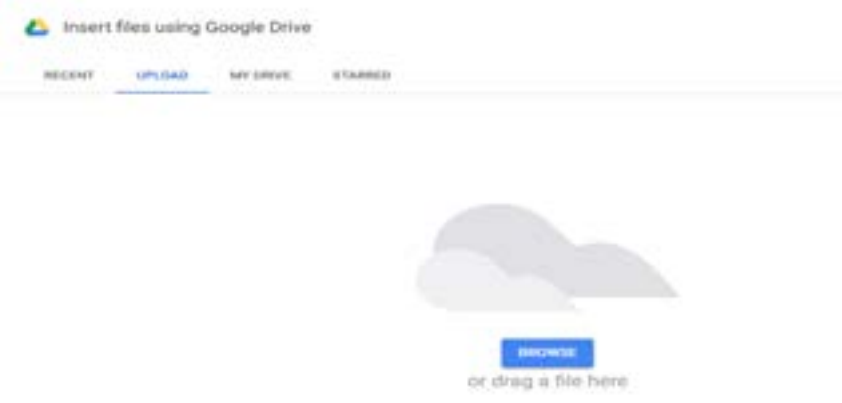 Insert files using Google Drive
RECENT UPLOAD MY DRIVE STARRED
BROWSE
or drag a file here